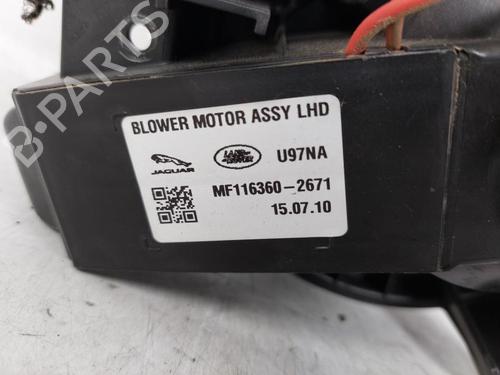 BLOWER MOTOR ASSY LHD
JAGUAR
LAND ROVER
U97NA
MF116360-2671
15.07.10
B-PARTS